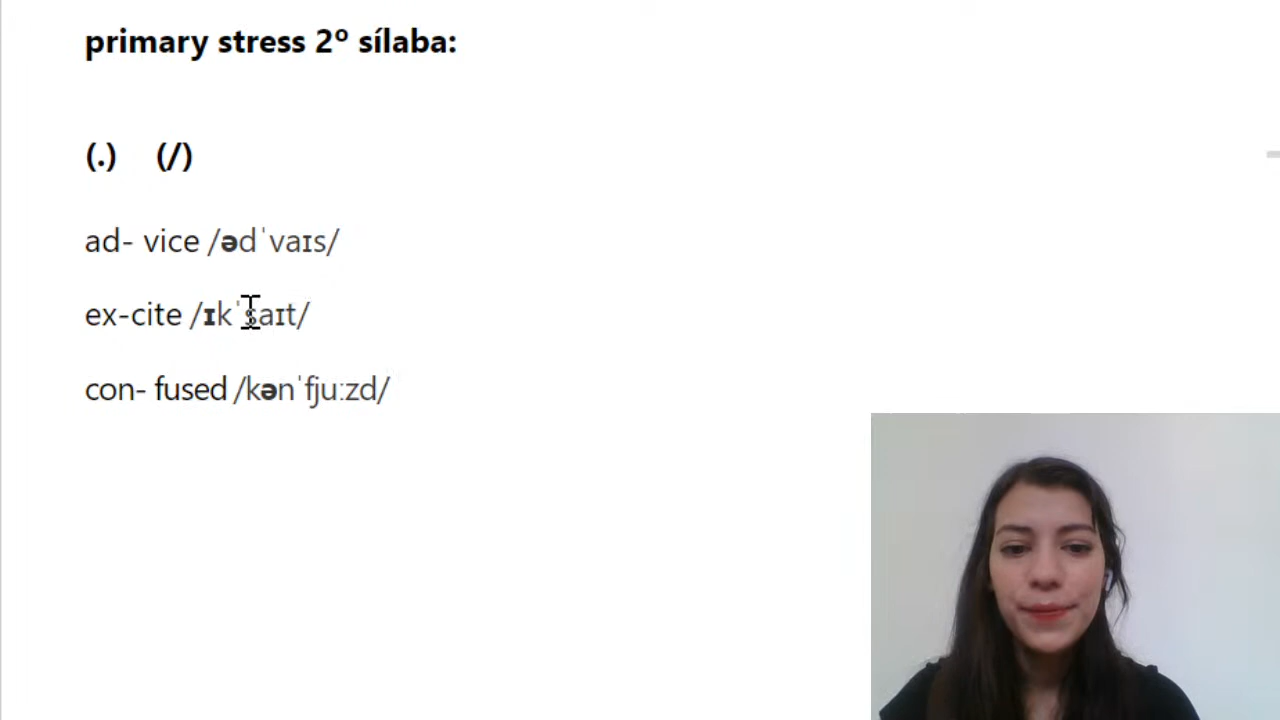 primary stress 2º sílaba:
(.) (/)
ad- vice /ədˈvaɪs/
ex-cite /ɪkˈsaɪt/
con- fused /kənˈfjuːzd/